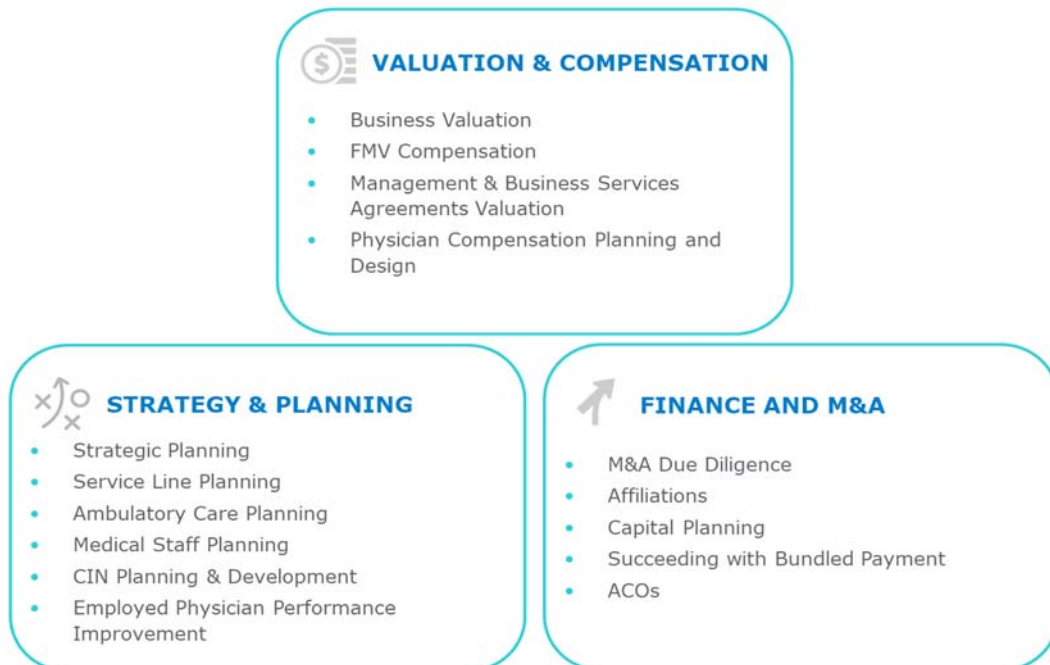 VALUATION & COMPENSATION
• Business Valuation
• FMV Compensation
• Management & Business Services
Agreements Valuation
• Physician Compensation Planning and
Design
STRATEGY & PLANNING
• Strategic Planning
• Service Line Planning
• Ambulatory Care Planning
• Medical Staff Planning
• CIN Planning & Development
• Employed Physician Performance
Improvement
FINANCE AND M&A
• M&A Due Diligence
• Affiliations
• Capital Planning
• Succeeding with Bundled Payment
• ACOs